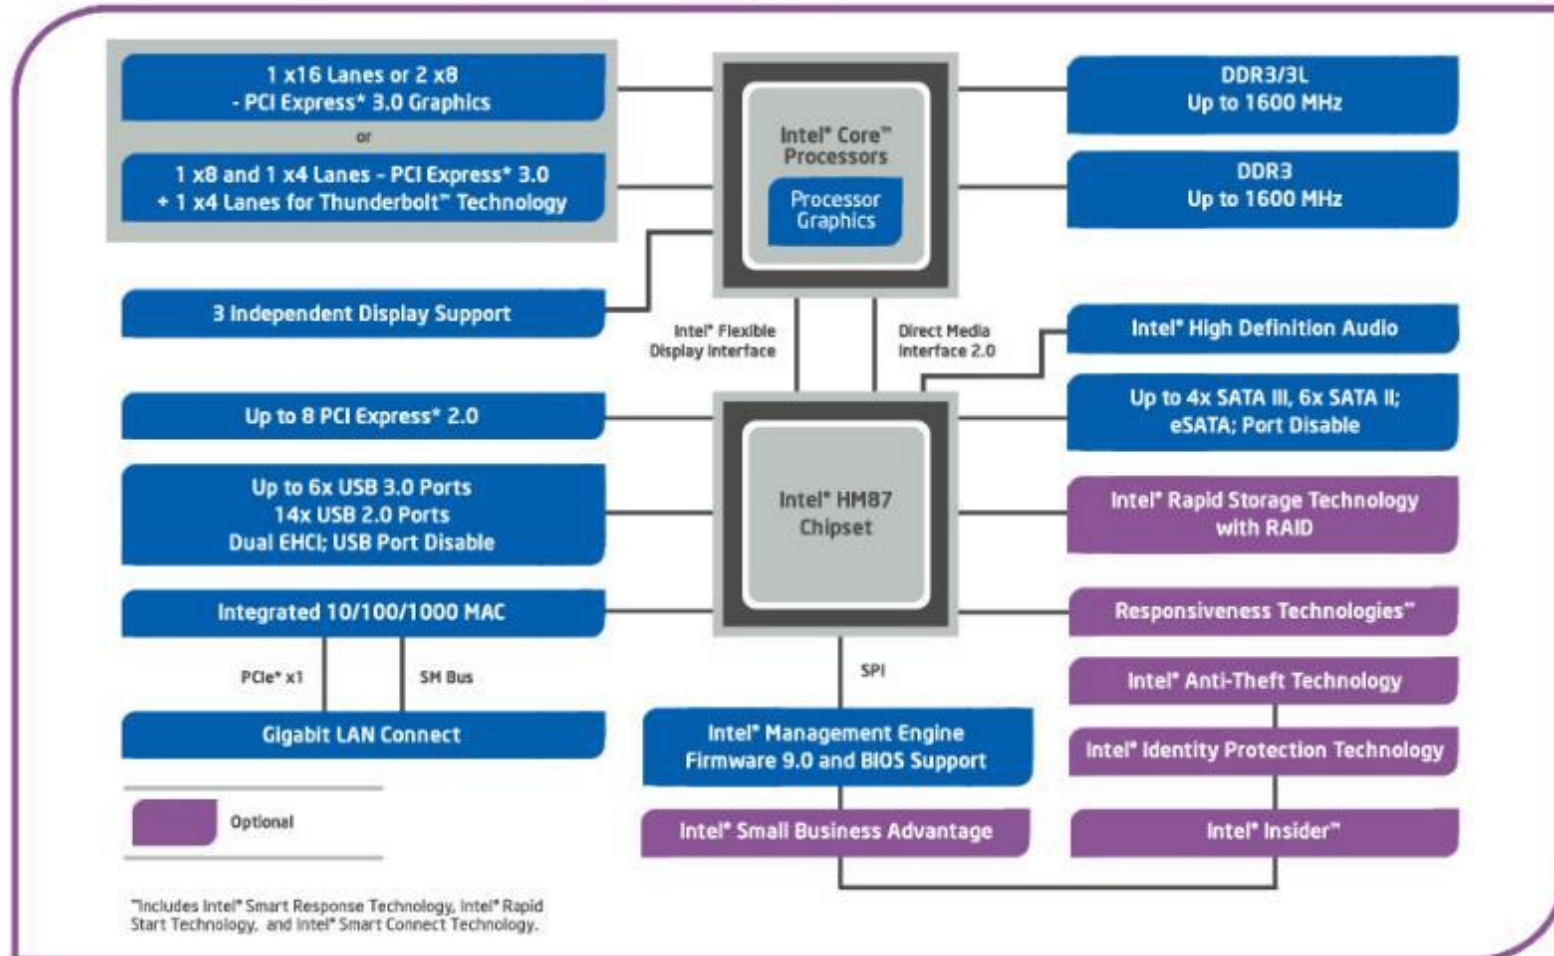 1 x16 Lanes or 2 x8
- PCI Express* 3.0 Graphics
or
1 x8 and 1 x4 Lanes – PCI Express* 3.0
+ 1 x4 Lanes for Thunderbolt™ Technology
3 Independent Display Support
Up to 8 PCI Express* 2.0
Up to 6x USB 3.0 Ports
14x USB 2.0 Ports
Dual EHCI; USB Port Disable
Integrated 10/100/1000 MAC
PCIe* x1
SM Bus
Gigabit LAN Connect
Optional
Intel® Core™
Processors
Processor
Graphics
Intel® Flexible
Display Interface
Direct Media
Interface 2.0
Intel® HM87
Chipset
SPI
Intel® Management Engine
Firmware 9.0 and BIOS Support
Intel® Small Business Advantage
DDR3/3L
Up to 1600 MHz
DDR3
Up to 1600 MHz
Intel® High Definition Audio
Up to 4x SATA III, 6x SATA II;
eSATA; Port Disable
Intel® Rapid Storage Technology
with RAID
Responsiveness Technologies**
Intel® Anti-Theft Technology
Intel® Identity Protection Technology
Intel® Insider™
**Includes Intel® Smart Response Technology, Intel® Rapid
Start Technology, and Intel® Smart Connect Technology.